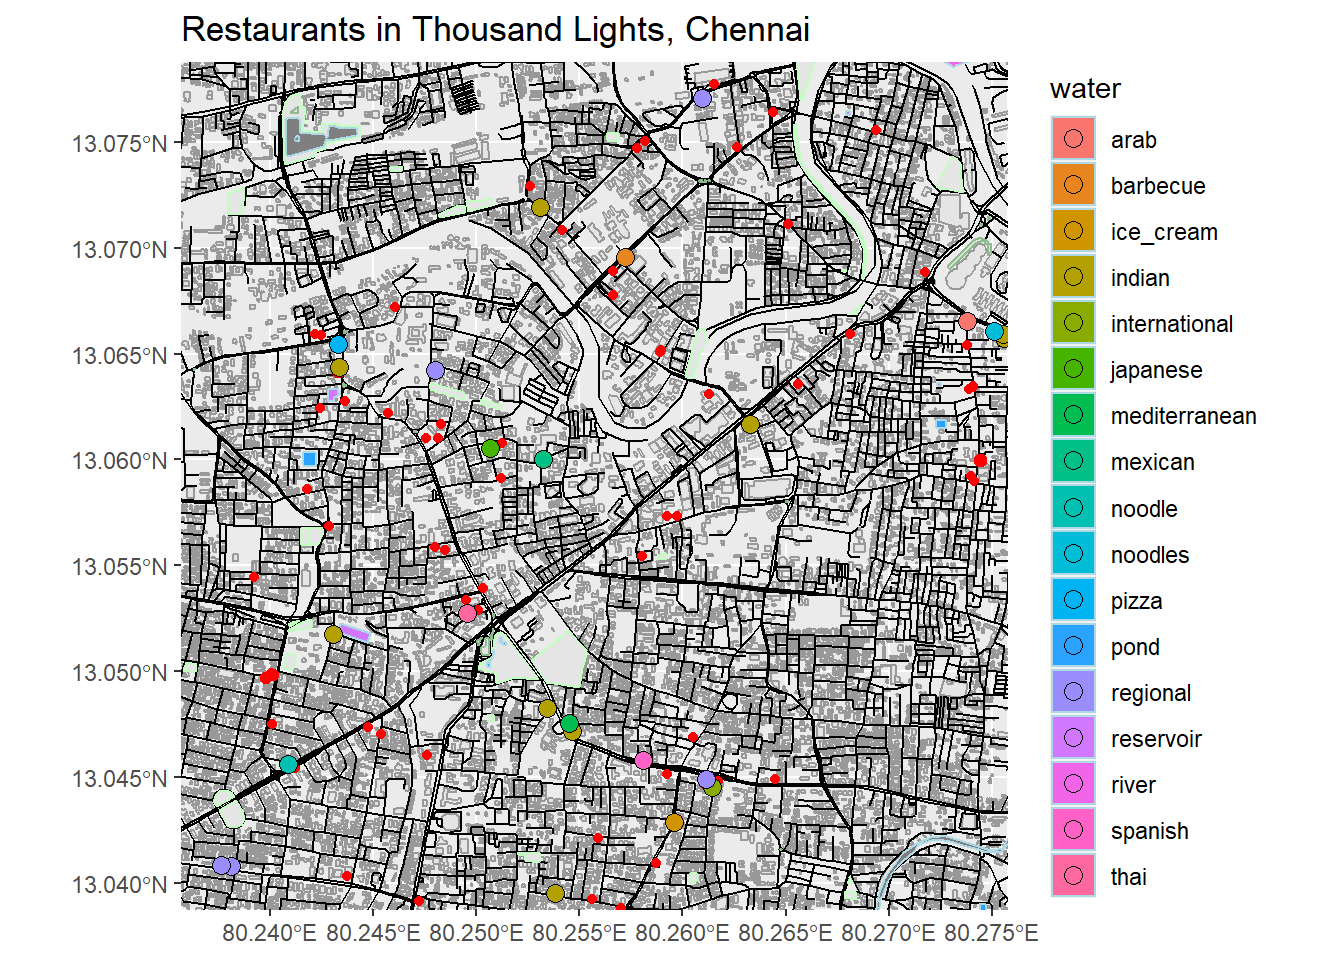 Restaurants in Thousand Lights, Chennai
water
arab
barbecue
ice_cream
indian
international
japanese
mediterranean
mexican
noodle
noodles
pizza
pond
regional
reservoir
river
spanish
thai
13.075°N
13.070°N
13.065°N
13.060°N
13.055°N
13.050°N
13.045°N
13.040°N
80.240°E 80.245°E 80.250°E 80.255°E 80.260°E 80.265°E 80.270°E 80.275°E